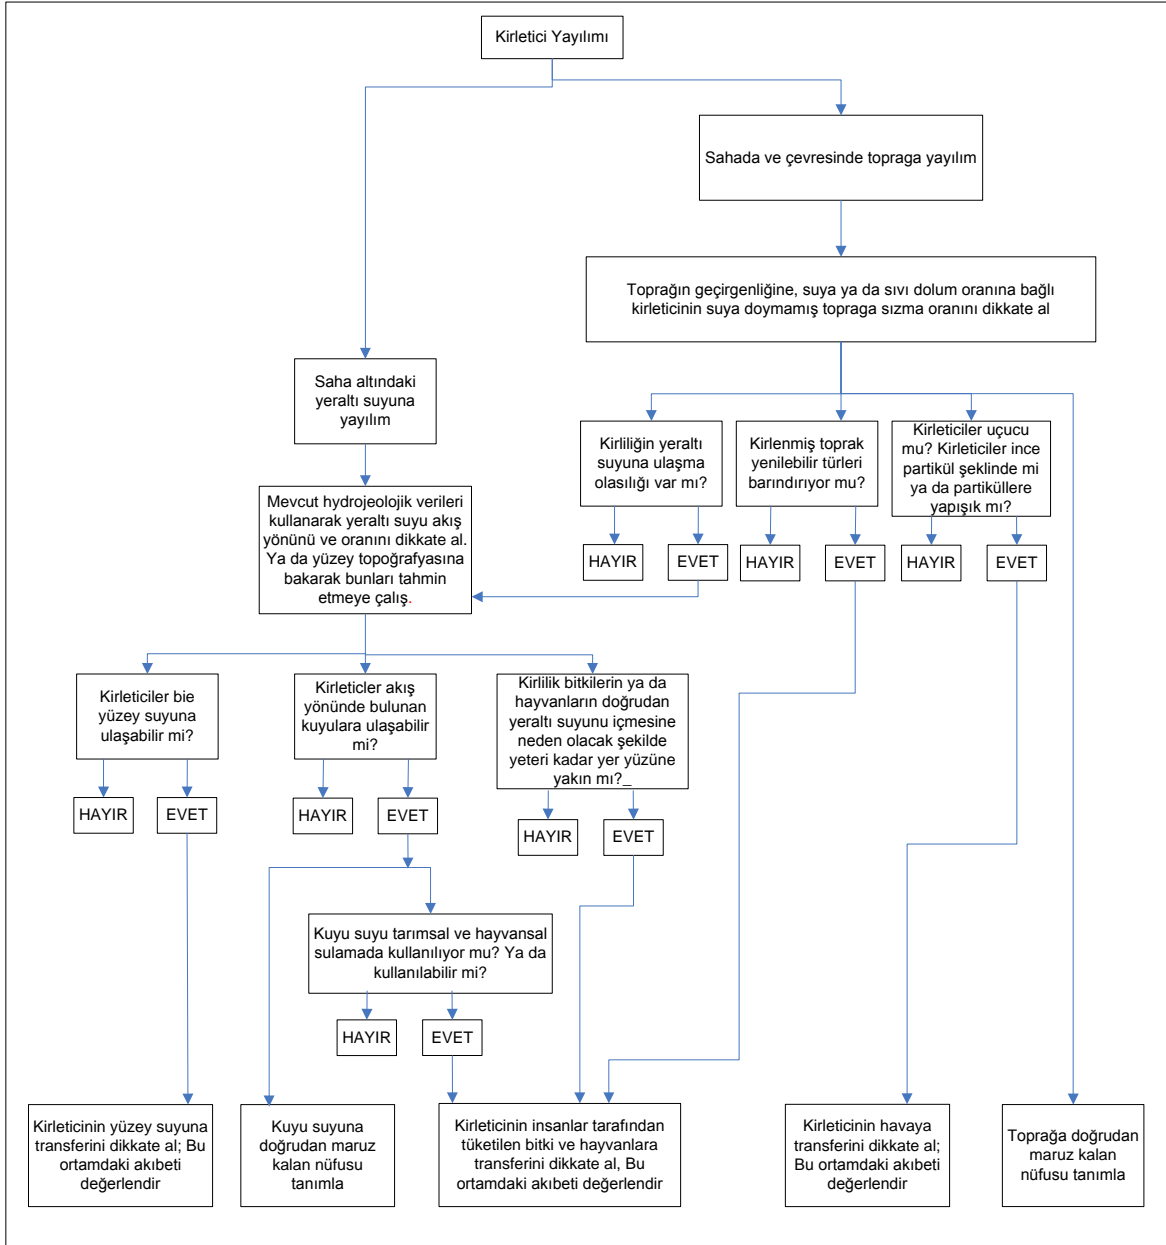 Kirletici Yayılımı
Sahada ve çevresinde topraga yayılım
Toprağın geçirgenliğine, suya ya da sıvı dolum oranına bağlı
kirleticinin suya doymamış topraga sızma oranını dikkate al
Saha altındaki
yeraltı suyuna
yayılım
Kirliliğin yeraltı
suyuna ulaşma
olasılığı var mı?
Kirlenmiş toprak
yenilebilir türleri
barındırıyor mu?
Kirleticiler uçucu
mu? Kirleticiler ince
partikül şeklinde mi
ya da partiküllere
yapışık mı?
HAYIR
EVET
HAYIR
EVET
HAYIR
EVET
Mevcut hydrojeolojik verileri
kullanarak yeraltı suyu akış
yönünü ve oranını dikkate al.
Ya da yüzey topoğrafyasına
bakarak bunları tahmin
etmeye çalış.
Kirleticiler bie
yüzey suyuna
ulaşabilir mi?
Kirleticler akış
yönünde bulunan
kuyulara ulaşabilir
mi?
Kirlilik bitkilerin ya da
hayvanların doğrudan
yeraltı suyunu içmesine
neden olacak şekilde
yeteri kadar yer yüzüne
yakın mı?_
HAYIR
EVET
HAYIR
EVET
HAYIR
EVET
Kuyu suyu tarımsal ve hayvansal
sulamada kullanılıyor mu? Ya da
kullanılabilir mi?
HAYIR
EVET
Kirleticinin yüzey suyuna
transferini dikkate al; Bu
ortamdaki akıbeti
değerlendir
Kuyu suyuna
doğrudan maruz
kalan nüfusu
tanımla
Kirleticinin insanlar tarafından
tüketilen bitki ve hayvanlara
transferini dikkate al, Bu
ortamdaki akıbeti değerlendir
Kirleticinin havaya
transferini dikkate al;
Bu ortamdaki akıbeti
değerlendir
Toprağa doğrudan
maruz kalan
nüfusu tanımla